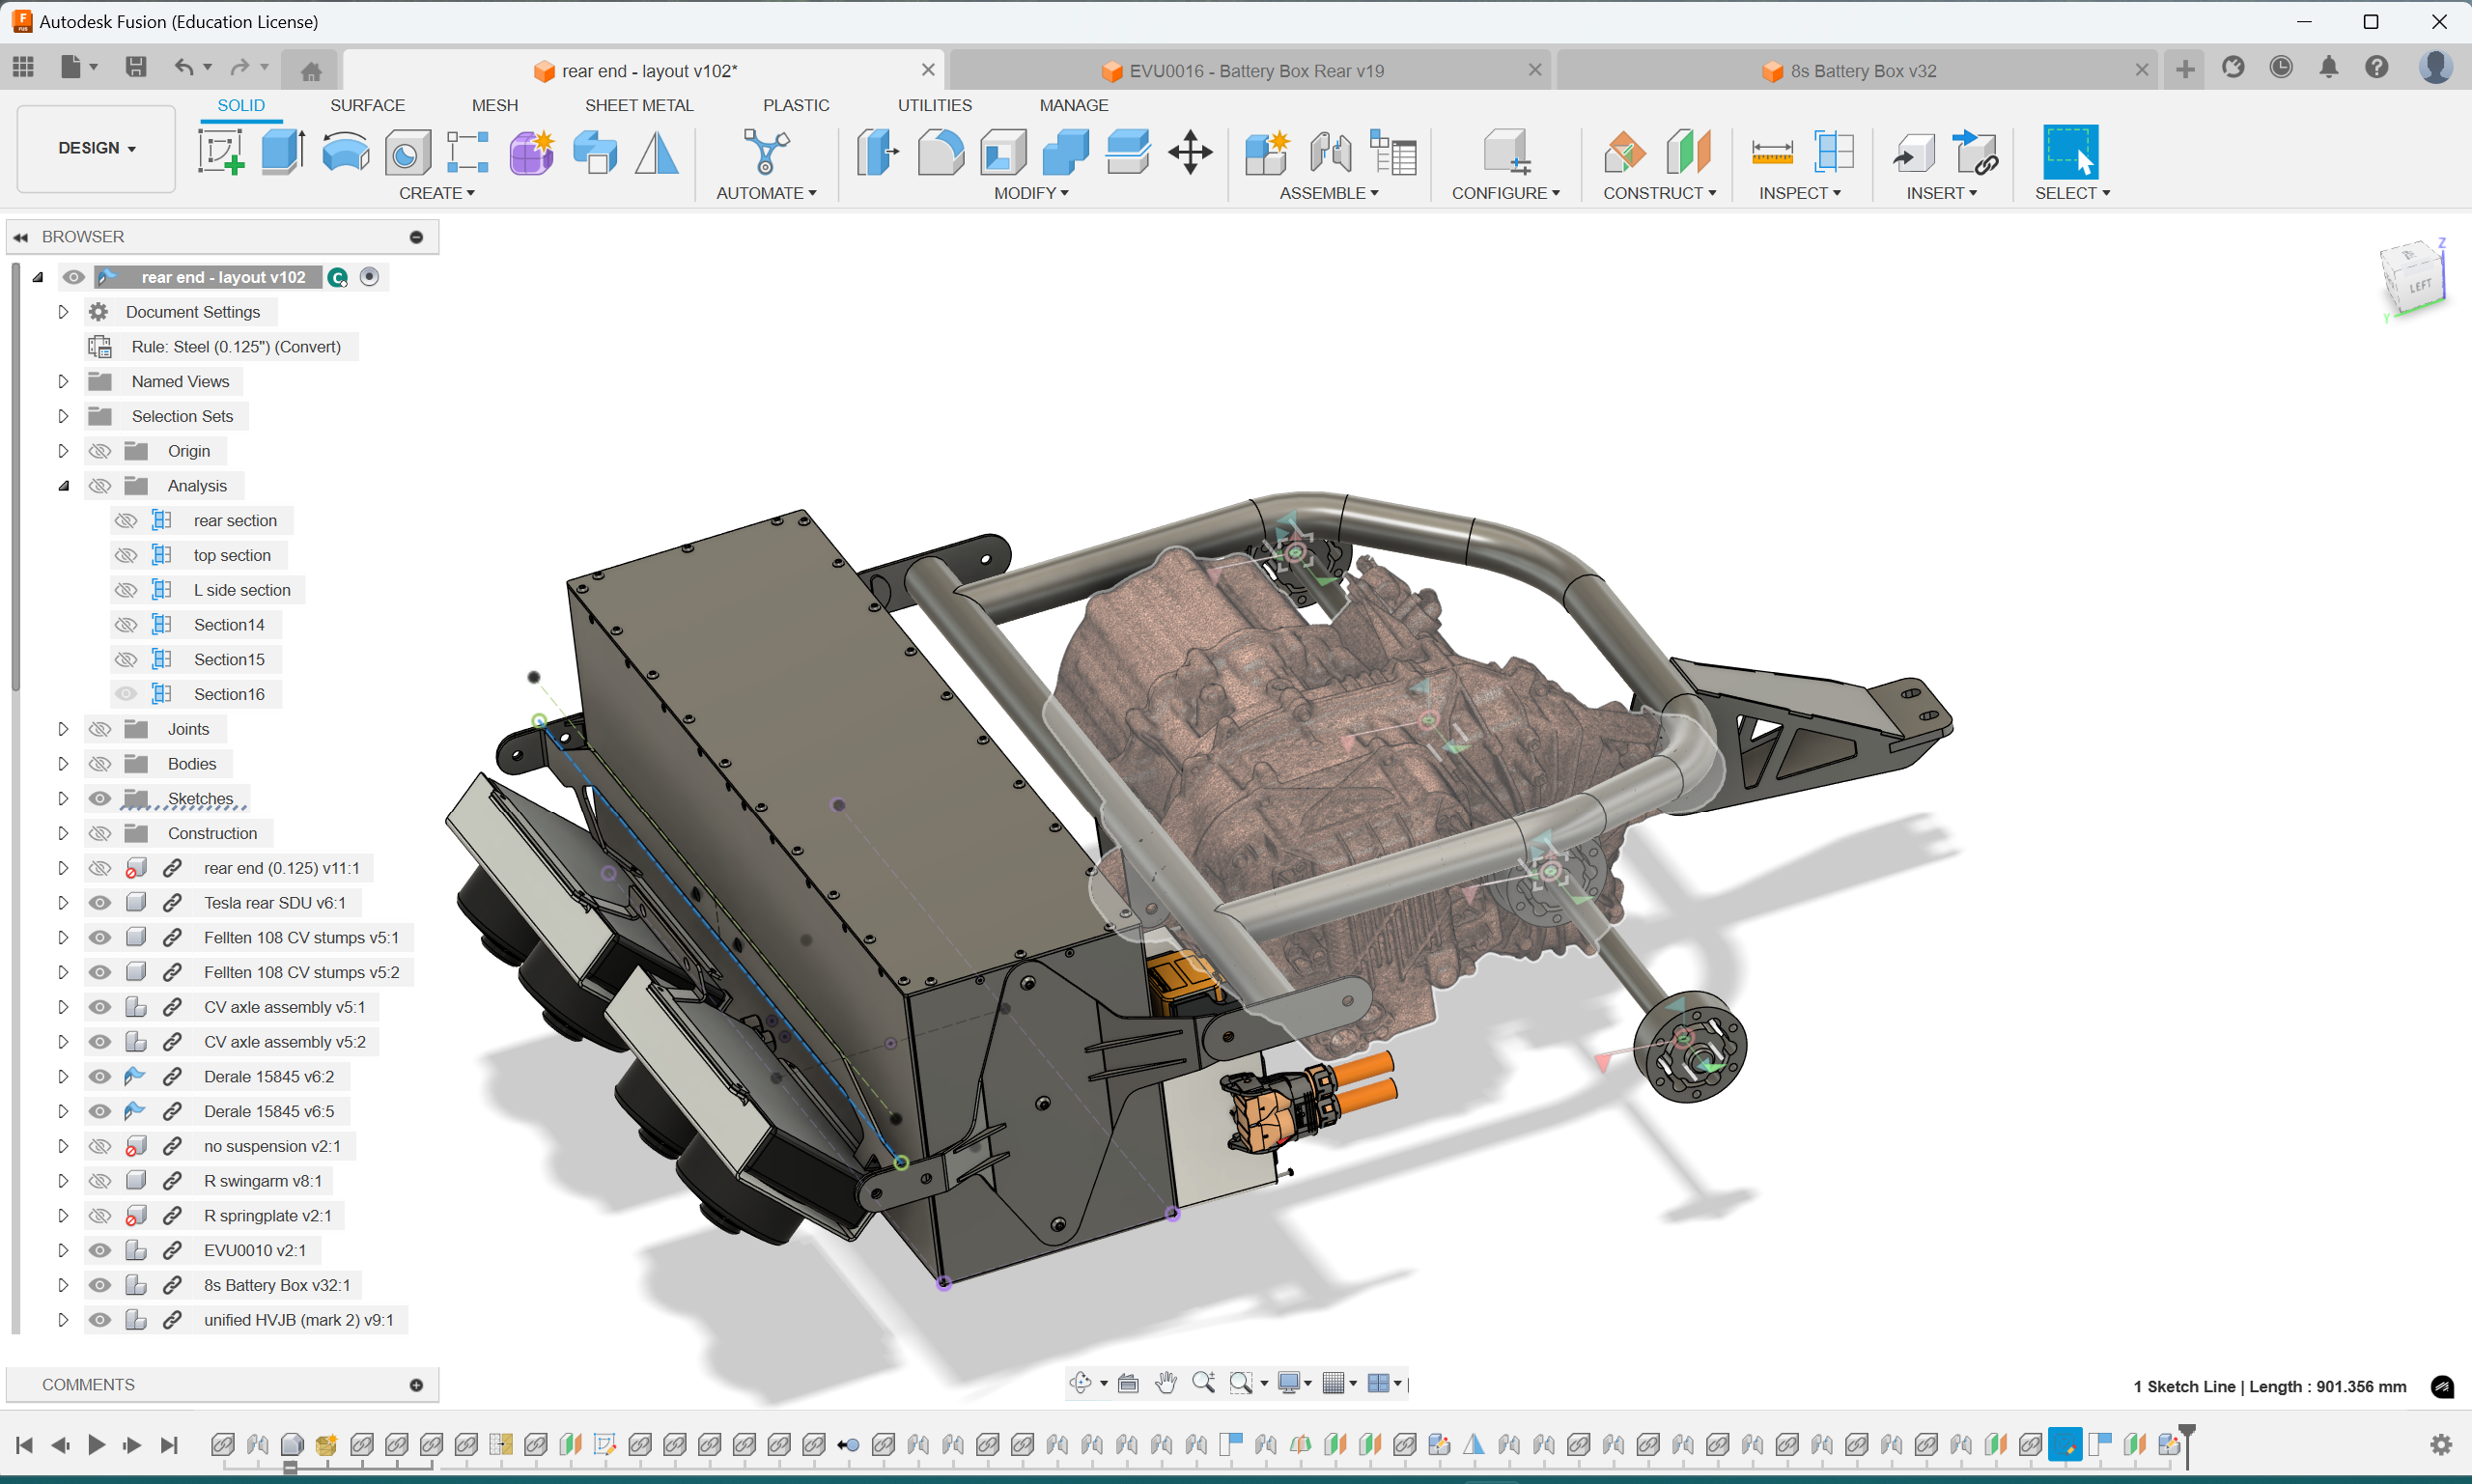 Autodesk Fusion (Education License)
rear end - layout v102*
EVU0016 - Battery Box Rear v19
8s Battery Box v32
SOLID
SURFACE
MESH
SHEET METAL
PLASTIC
UTILITIES
MANAGE
DESIGN
CREATE
AUTOMATE
MODIFY
ASSEMBLE
CONFIGURE
CONSTRUCT
INSPECT
INSERT
SELECT
BROWSER
rear end - layout v102
Document Settings
Rule: Steel (0.125") (Convert)
Named Views
Selection Sets
Origin
Analysis
rear section
top section
L side section
Section14
Section15
Section16
Joints
Bodies
Sketches
Construction
rear end (0.125) v11:1
Tesla rear SDU v6:1
Fellten 108 CV stumps v5:1
Fellten 108 CV stumps v5:2
CV axle assembly v5:1
CV axle assembly v5:2
Derale 15845 v6:2
Derale 15845 v6:5
no suspension v2:1
R swingarm v8:1
R springplate v2:1
EVU0010 v2:1
8s Battery Box v32:1
unified HVJB (mark 2) v9:1
Z
LEFT
Y
COMMENTS
1 Sketch Line | Length : 901.356 mm